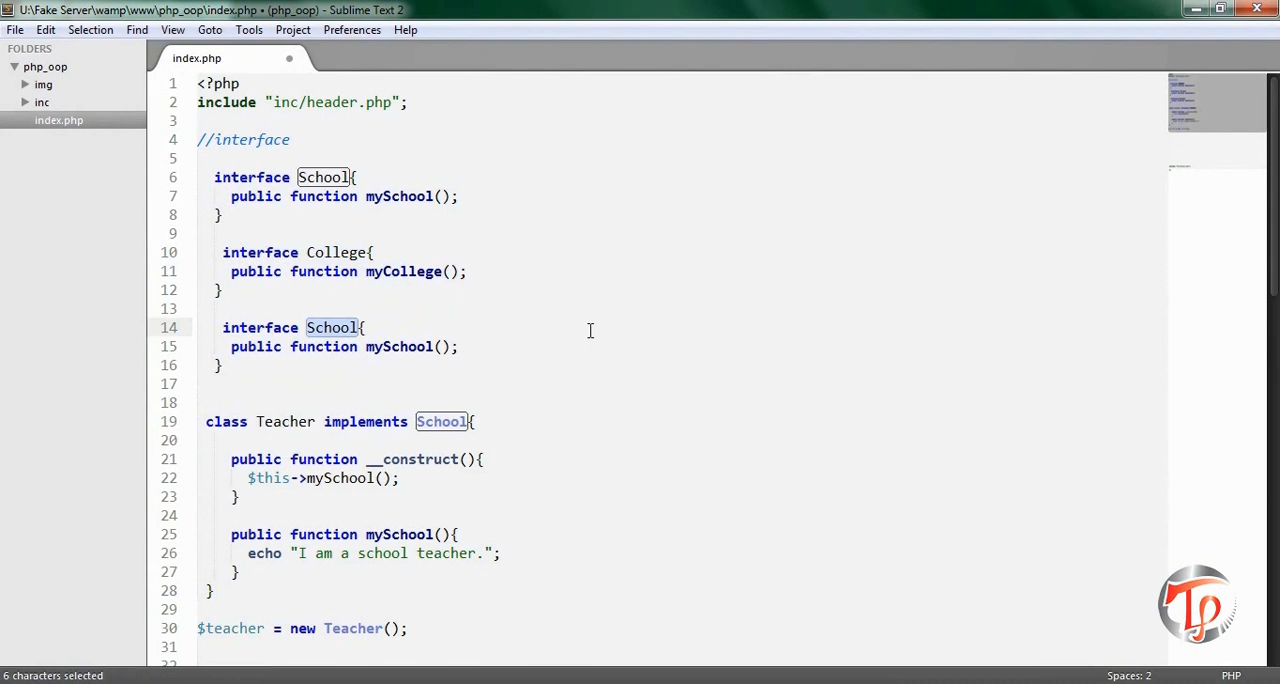 U:\Fake Server\wamp\www\php_oop\index.php • (php_oop) - Sublime Text 2
File Edit Selection Find View Goto Tools Project Preferences Help
FOLDERS
php_oop
img
inc
index.php
index.php
1 <?php
2 include "inc/header.php";
3
4 //interface
5
6 interface School{
7 public function mySchool();
8 }
9
10 interface College{
11 public function myCollege();
12 }
13
14 interface School{
15 public function mySchool();
16 }
17
18
19 class Teacher implements School{
20
21 public function __construct(){
22 $this->mySchool();
23 }
24
25 public function mySchool(){
26 echo "I am a school teacher.";
27 }
28 }
29
30 $teacher = new Teacher();
31
32
6 characters selected
Spaces: 2
PHP